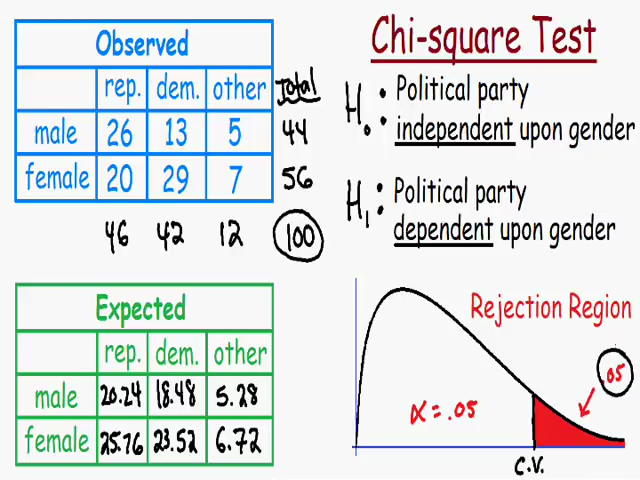 Observed
rep. dem. other Total
male 26 13 5 44
female 20 29 7 56
46 42 12 100
Expected
rep. dem. other
male 20.24 18.48 5.28
female 25.76 23.52 6.72
Chi-square Test
H₀: Political party
independent upon gender
H₁: Political party
dependent upon gender
Rejection Region
.05
α = .05
C.V.